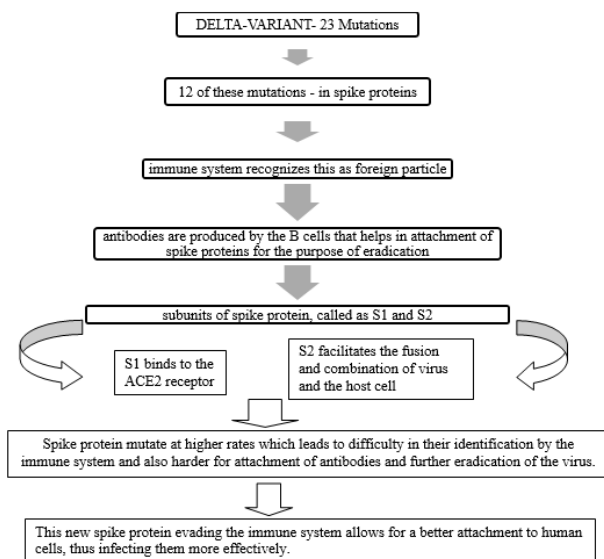 DELTA-VARIANT- 23 Mutations
12 of these mutations - in spike proteins
immune system recognizes this as foreign particle
antibodies are produced by the B cells that helps in attachment of
spike proteins for the purpose of eradication
subunits of spike protein, called as S1 and S2
S1 binds to the
ACE2 receptor
S2 facilitates the fusion
and combination of virus
and the host cell
Spike protein mutate at higher rates which leads to difficulty in their identification by the
immune system and also harder for attachment of antibodies and further eradication of the virus.
This new spike protein evading the immune system allows for a better attachment to human
cells, thus infecting them more effectively.